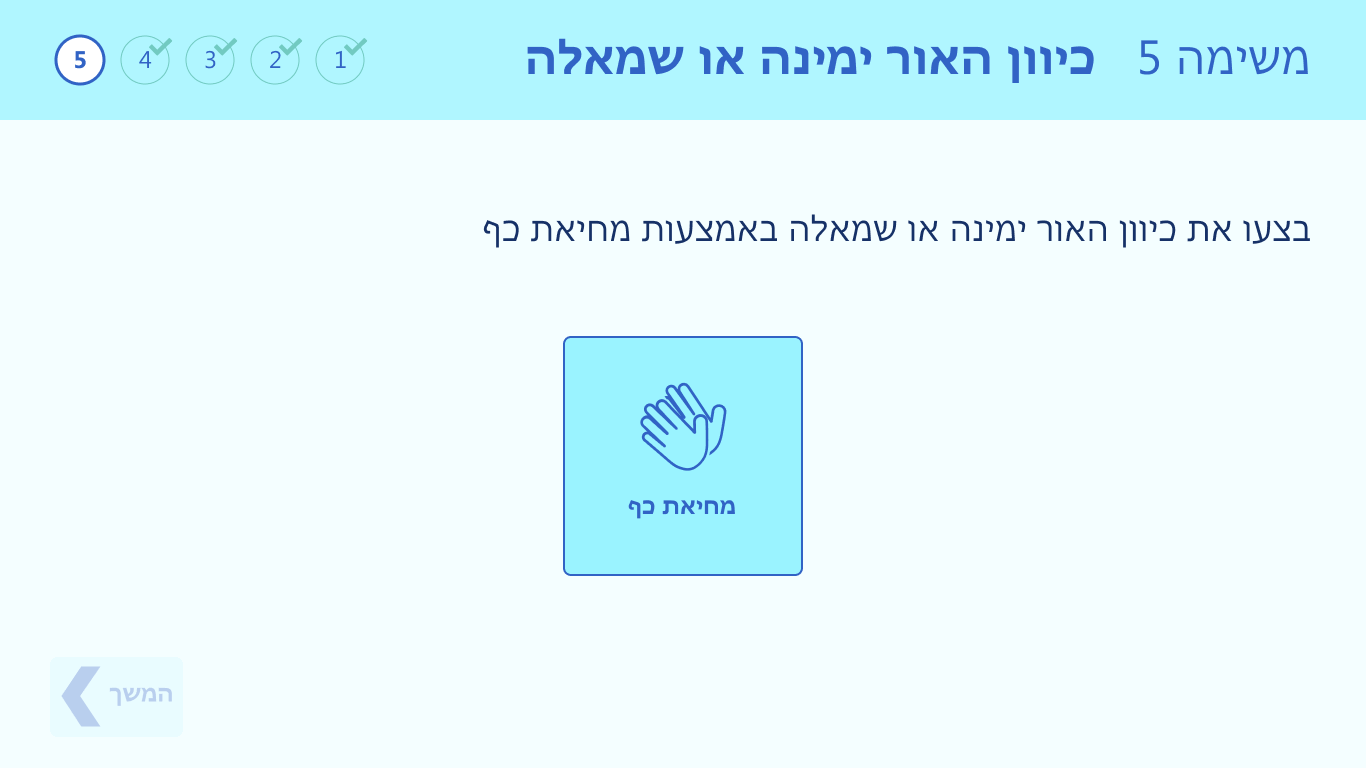 משימה 5 כיוון האור ימינה או שמאלה
1 2 3 4 5
בצעו את כיוון האור ימינה או שמאלה באמצעות מחיאת כף
מחיאת כף
המשך